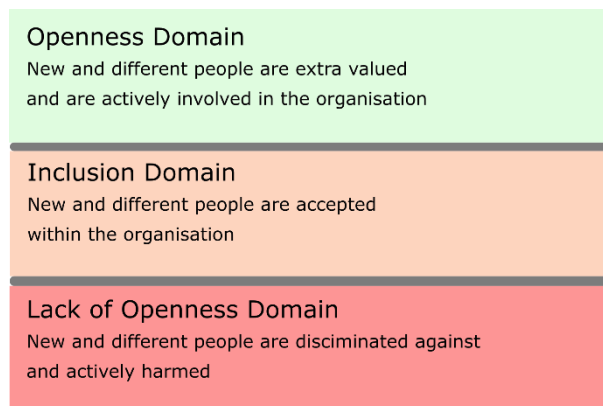 Openness Domain
New and different people are extra valued
and are actively involved in the organisation
Inclusion Domain
New and different people are accepted
within the organisation
Lack of Openness Domain
New and different people are disciminated against
and actively harmed